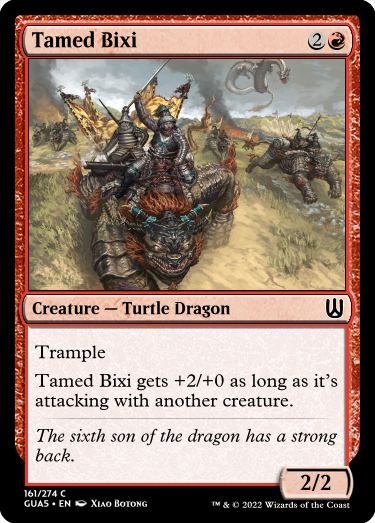 Tamed Bixi 2
Creature — Turtle Dragon
Trample
Tamed Bixi gets +2/+0 as long as it's
attacking with another creature.
The sixth son of the dragon has a strong
back.
2/2
161/274 C
GUA5 • EN Xiao Botong
™ & © 2022 Wizards of the Coast